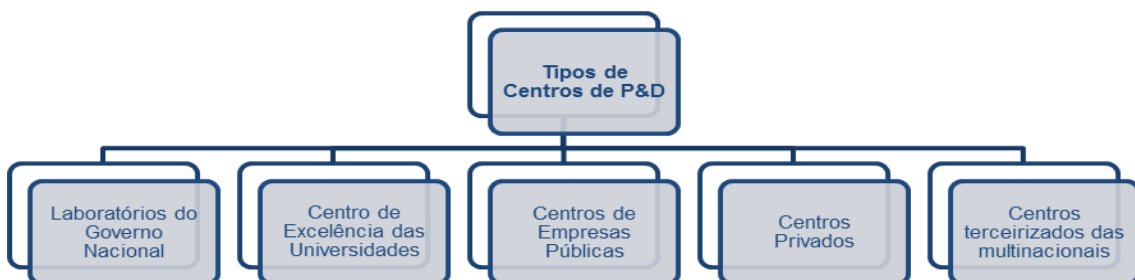 Tipos de
Centros de P&D
Laboratórios do
Governo
Nacional
Centro de
Excelência das
Universidades
Centros de
Empresas
Públicas
Centros
Privados
Centros
terceirizados das
multinacionais